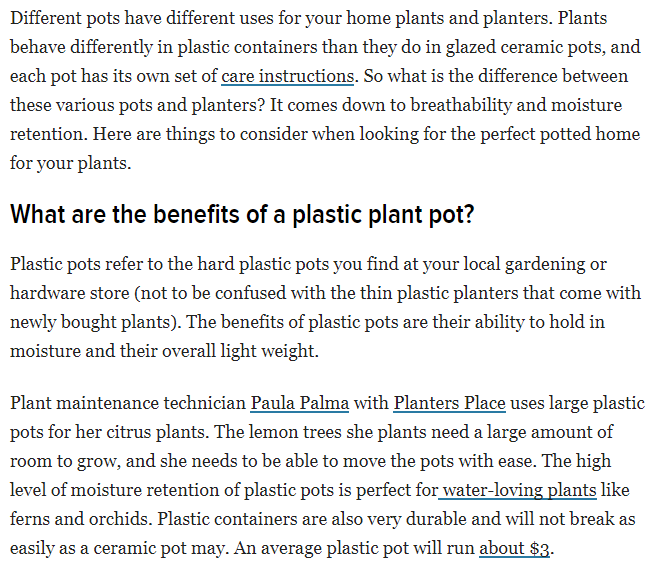 Different pots have different uses for your home plants and planters. Plants
behave differently in plastic containers than they do in glazed ceramic pots, and
each pot has its own set of care instructions. So what is the difference between
these various pots and planters? It comes down to breathability and moisture
retention. Here are things to consider when looking for the perfect potted home
for your plants.
What are the benefits of a plastic plant pot?
Plastic pots refer to the hard plastic pots you find at your local gardening or
hardware store (not to be confused with the thin plastic planters that come with
newly bought plants). The benefits of plastic pots are their ability to hold in
moisture and their overall light weight.
Plant maintenance technician Paula Palma with Planters Place uses large plastic
pots for her citrus plants. The lemon trees she plants need a large amount of
room to grow, and she needs to be able to move the pots with ease. The high
level of moisture retention of plastic pots is perfect for water-loving plants like
ferns and orchids. Plastic containers are also very durable and will not break as
easily as a ceramic pot may. An average plastic pot will run about $3.